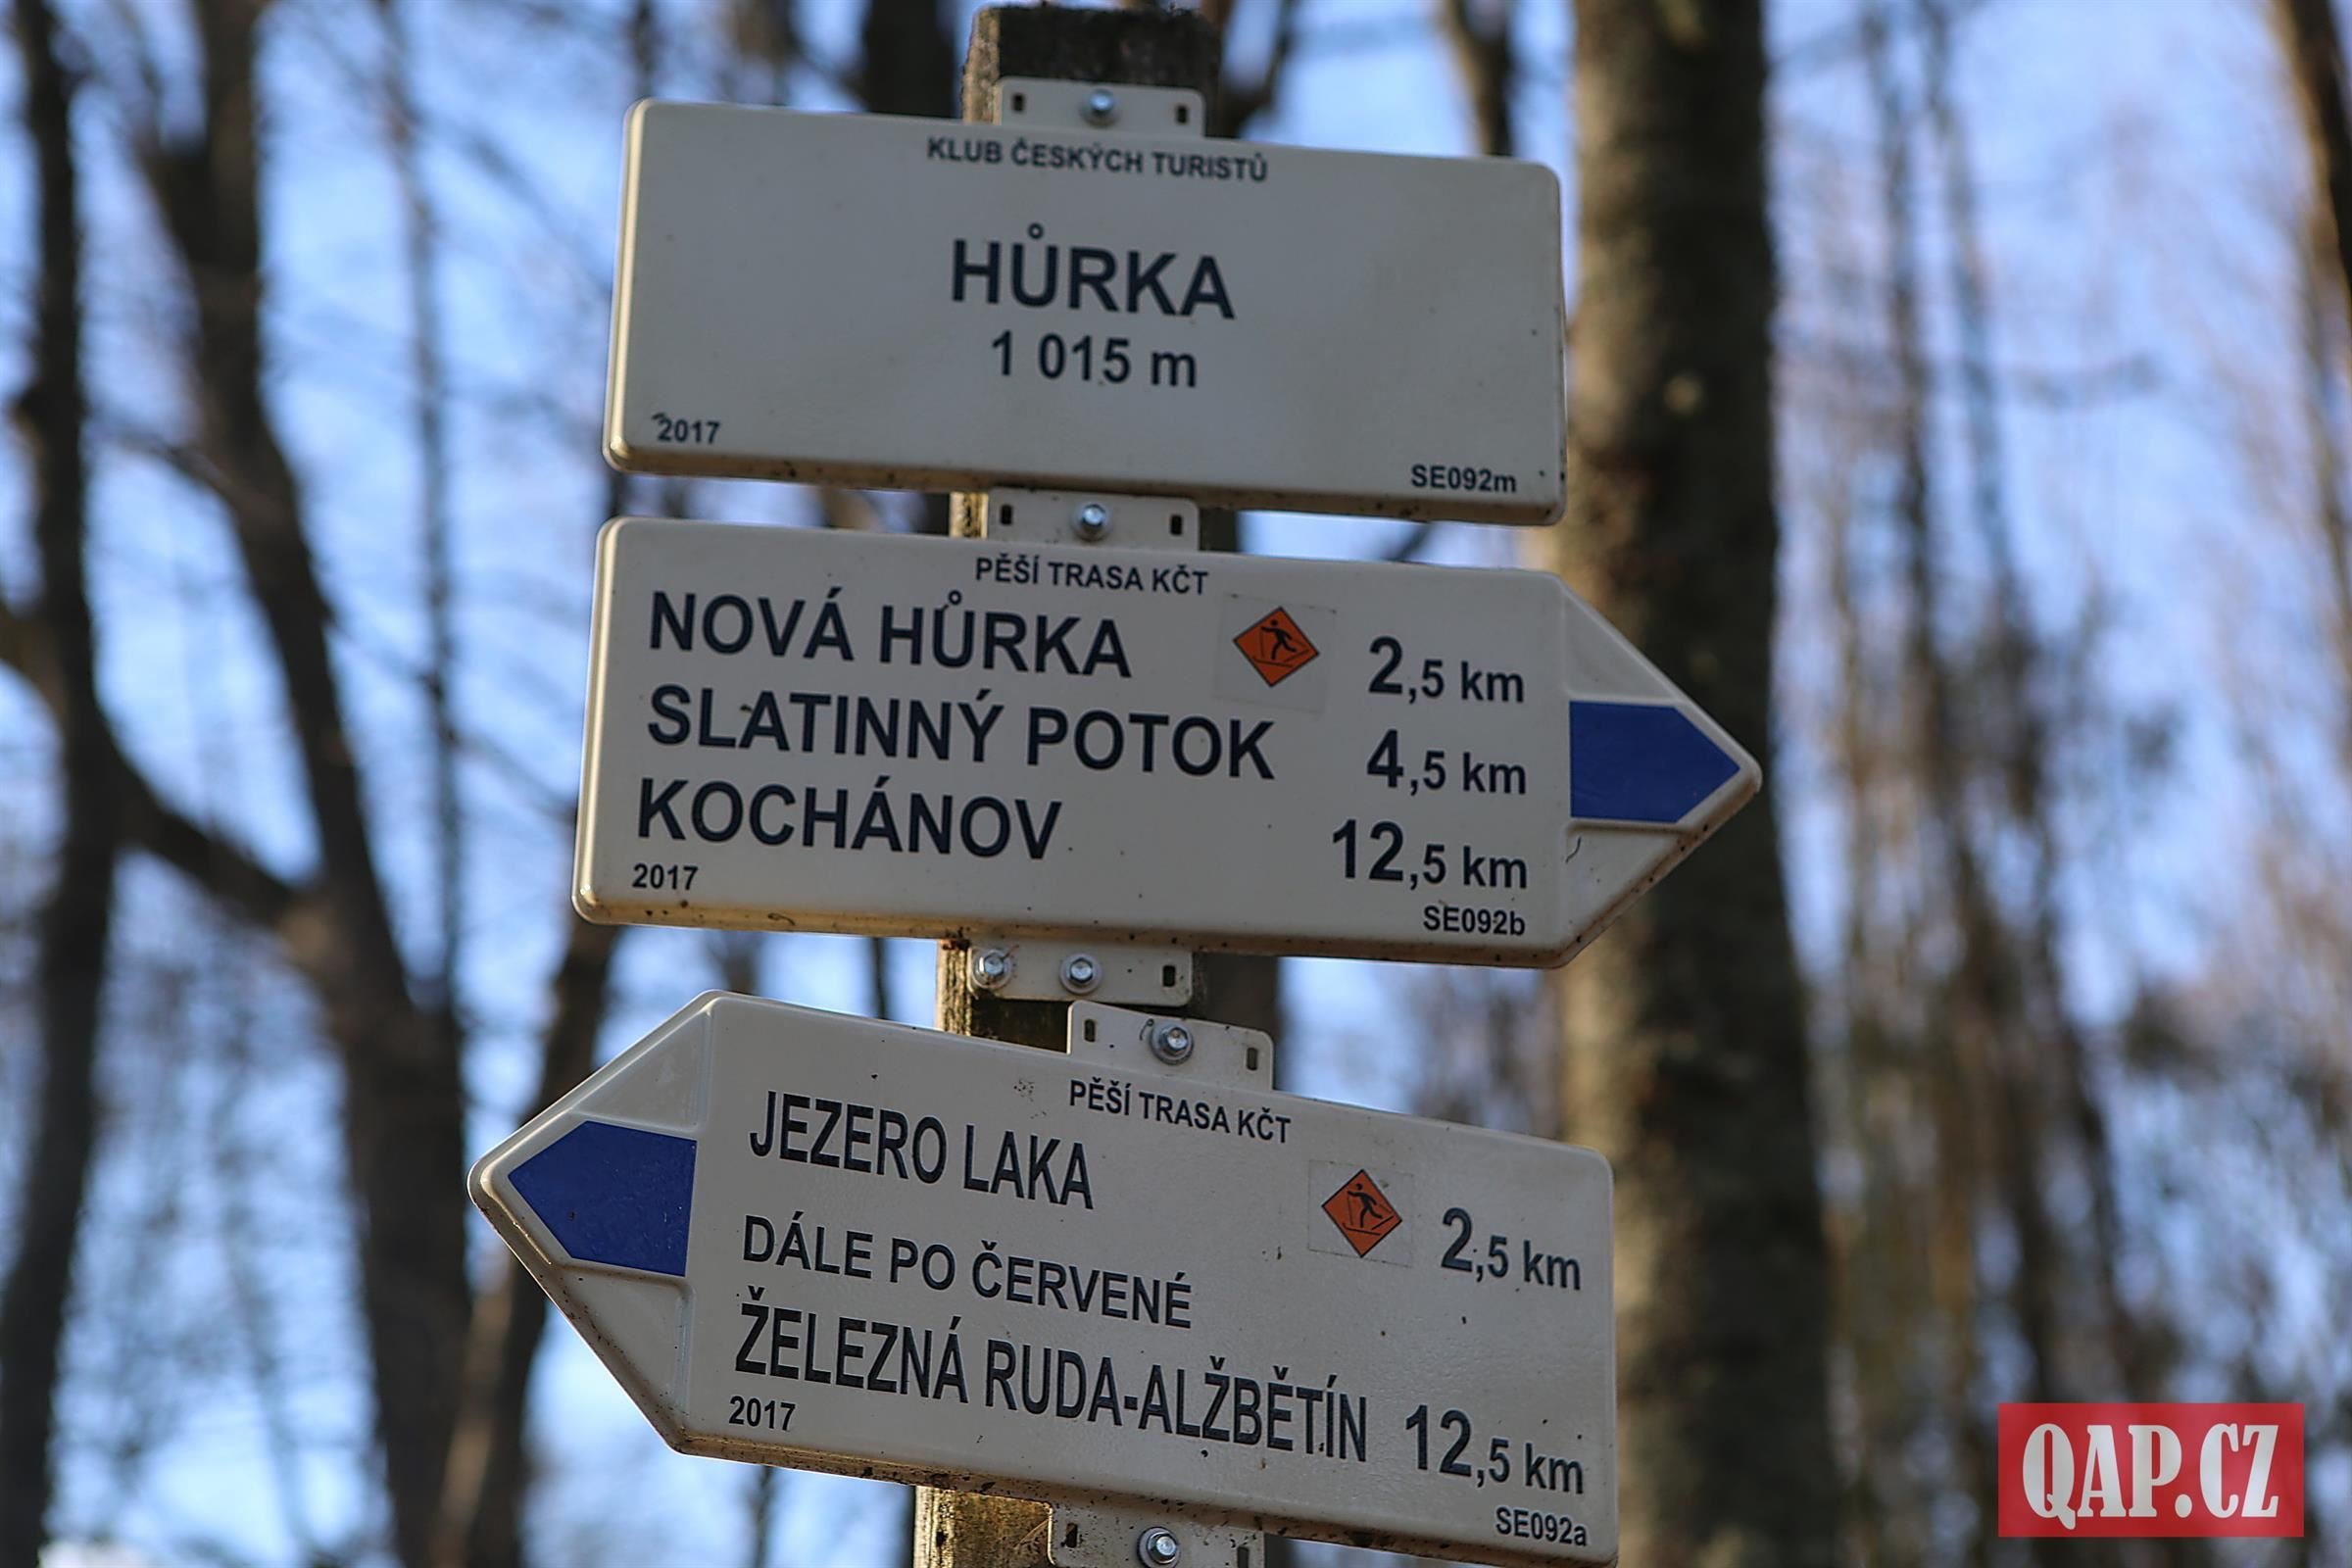 KLUB ČESKÝCH TURISTŮ
HŮRKA
1 015 m
2017
SE092m
PĚŠÍ TRASA KČT
NOVÁ HŮRKA 2,5 km
SLATINNÝ POTOK 4,5 km
KOCHÁNOV 12,5 km
2017
SE092b
PĚŠÍ TRASA KČT
JEZERO LAKA 2,5 km
DÁLE PO ČERVENÉ
ŽELEZNÁ RUDA-ALŽBĚTÍN 12,5 km
2017
SE092a
QAP.CZ